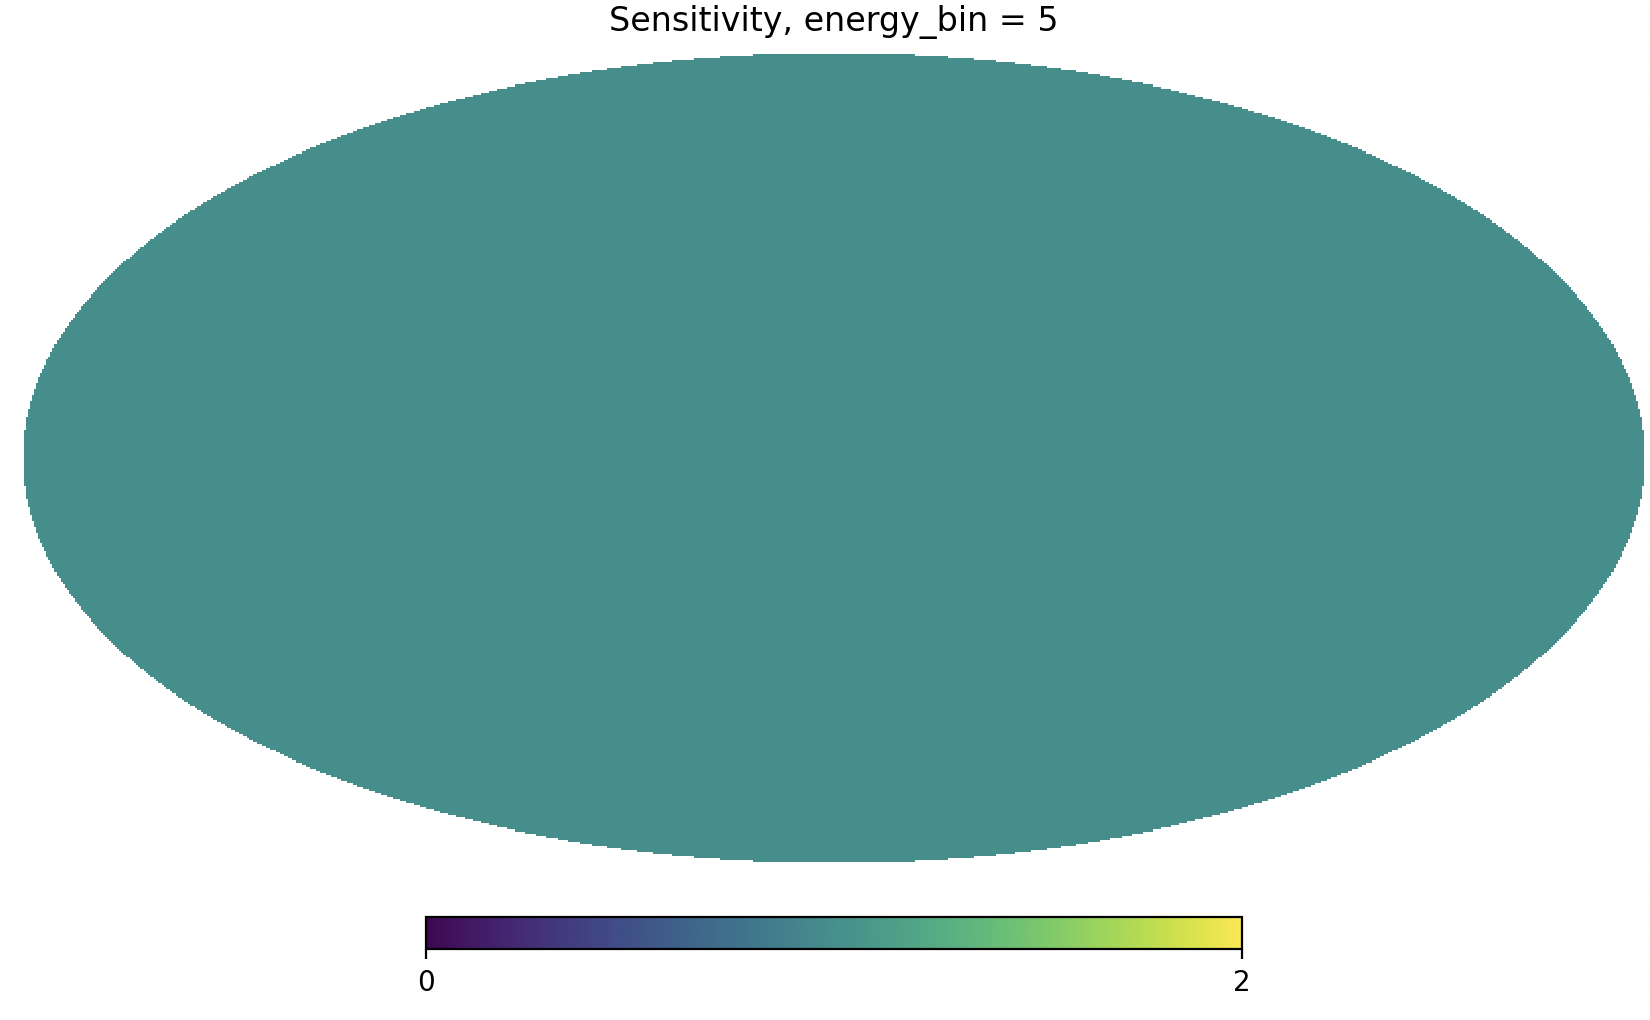 Sensitivity, energy_bin = 5
0 2